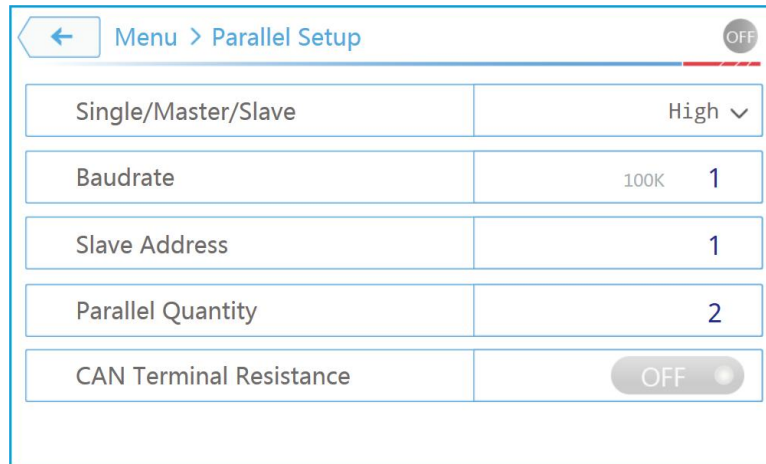 ← Menu > Parallel Setup OFF
Single/Master/Slave High
Baudrate 100K 1
Slave Address 1
Parallel Quantity 2
CAN Terminal Resistance OFF